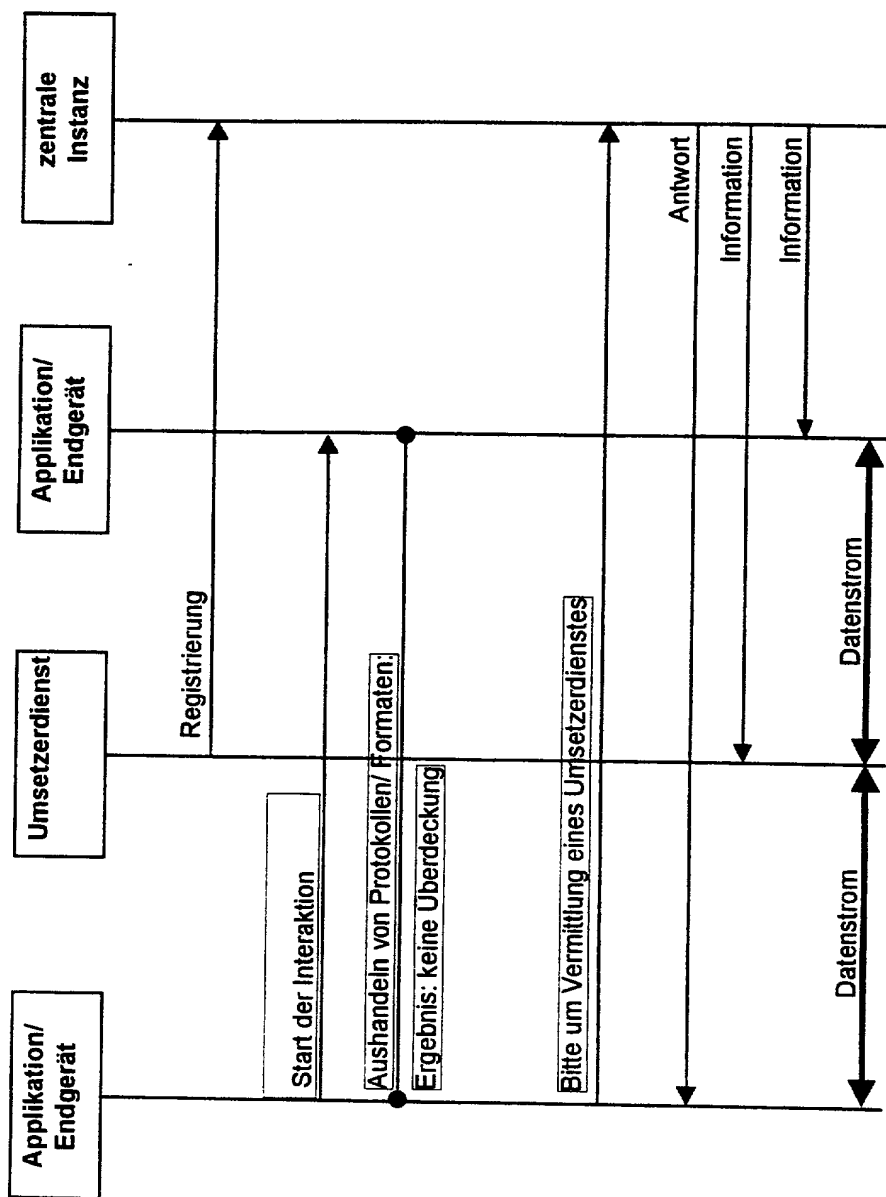 Applikation/
Endgerät
Umsetzerdienst
Applikation/
Endgerät
zentrale
Instanz
Registrierung
Start der Interaktion
Aushandeln von Protokollen/ Formaten:
Ergebnis: keine Überdeckung
Bitte um Vermittlung eines Umsetzerdienstes
Antwort
Information
Information
Datenstrom
Datenstrom